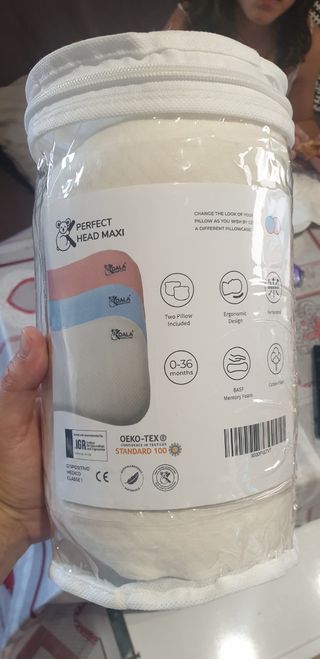 PERFECT
HEAD MAXI
CHANGE THE LOOK OF YOUR
PILLOW AS YOU WISH BY
A DIFFERENT PILLOWCASE
KOALA
KOALA
KOALA
Two Pillow
Included
Ergonomic
Design
0-36
months
BASF
Memory Foam
IGR
OEKO-TEX®
CONFIDENCE IN TEXTILES
STANDARD 100
DISPOSITIVO
MEDICO
CLASSE 1
CE